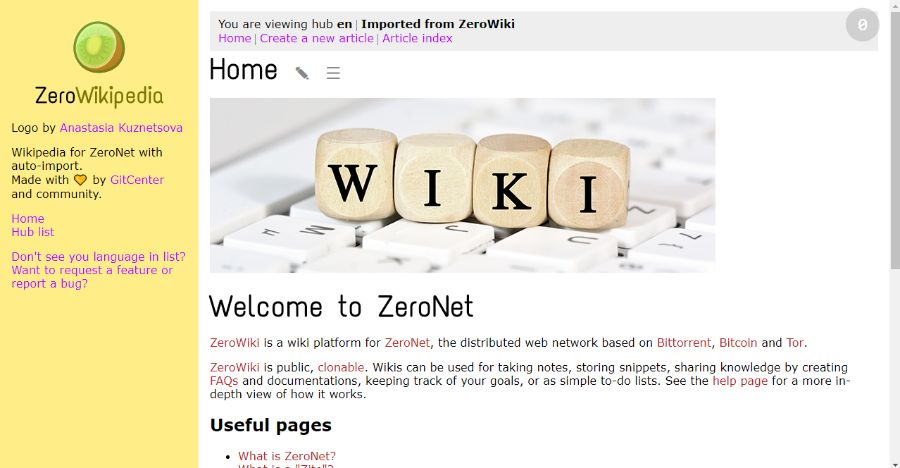 ZeroWikipedia
Logo by Anastasia Kuznetsova
Wikipedia for ZeroNet with
auto-import.
Made with 🧡 by GitCenter
and community.
Home
Hub list
Don't see you language in list?
Want to request a feature or
report a bug?
You are viewing hub en | Imported from ZeroWiki
Home | Create a new article | Article index
0
Home
WIKI
Welcome to ZeroNet
ZeroWiki is a wiki platform for ZeroNet, the distributed web network based on Bittorrent, Bitcoin and Tor.
ZeroWiki is public, clonable. Wikis can be used for taking notes, storing snippets, sharing knowledge by creating
FAQs and documentations, keeping track of your goals, or as simple to-do lists. See the help page for a more in-
depth view of how it works.
Useful pages
• What is ZeroNet?
• What is a "Zite"?